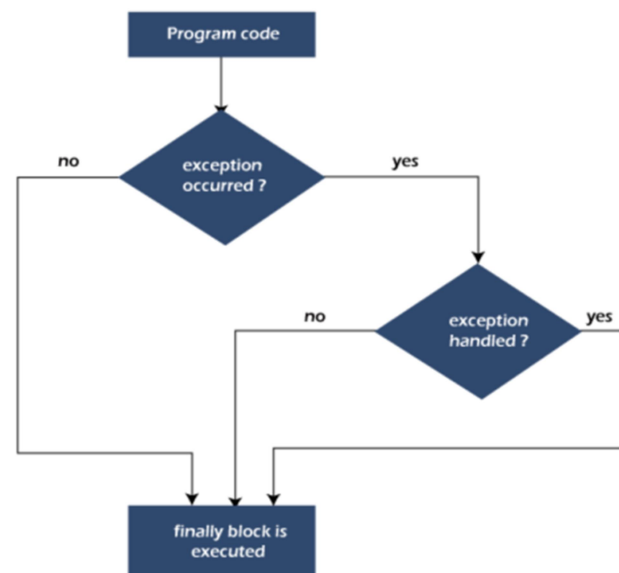 Program code
no
exception
occurred ?
yes
no
exception
handled ?
yes
finally block is
executed